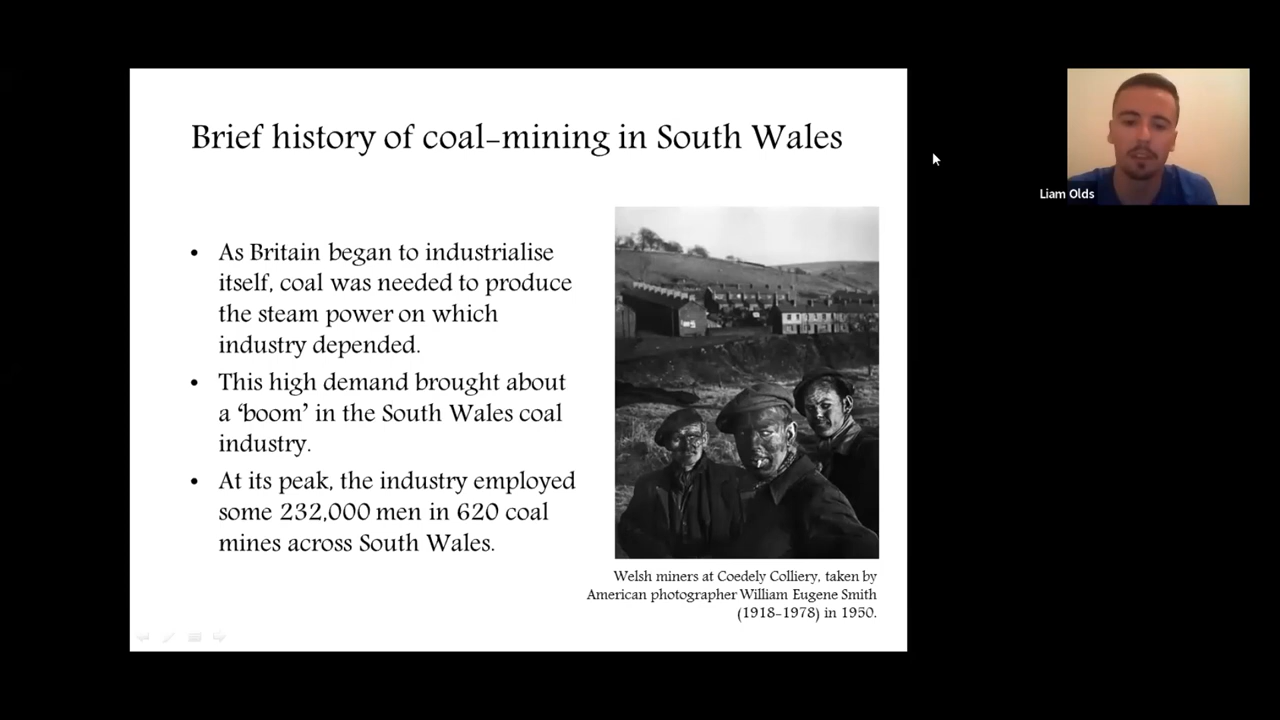 Brief history of coal-mining in South Wales
• As Britain began to industrialise
itself, coal was needed to produce
the steam power on which
industry depended.
• This high demand brought about
a ‘boom’ in the South Wales coal
industry.
• At its peak, the industry employed
some 232,000 men in 620 coal
mines across South Wales.
Welsh miners at Coedely Colliery, taken by
American photographer William Eugene Smith
(1918-1978) in 1950.
Liam Olds